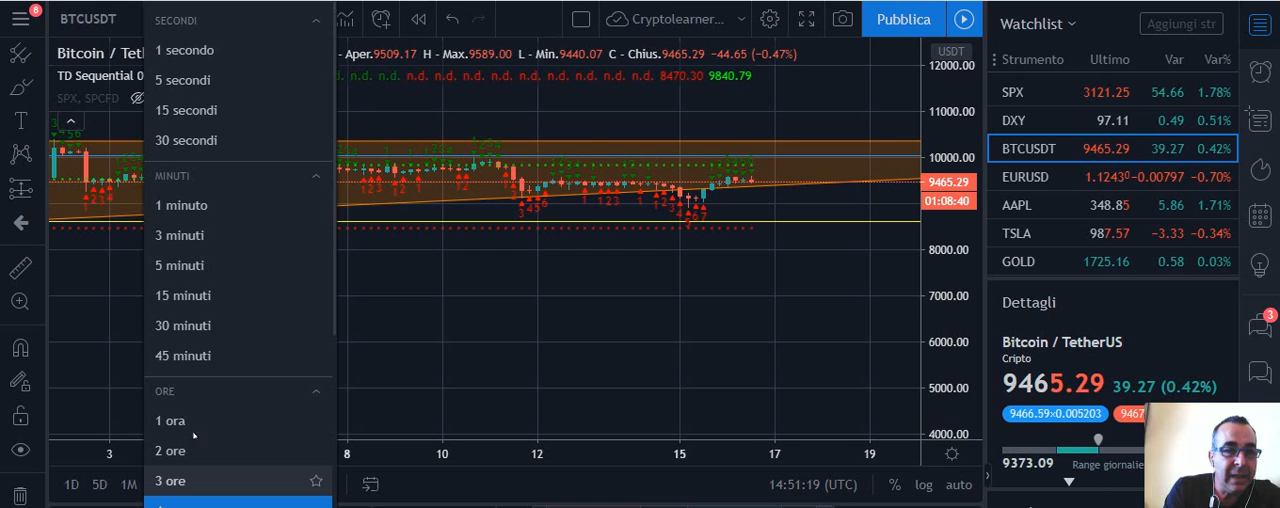 8
BTCUSDT
SECONDI
Cryptolearner...
Pubblica
Watchlist
Aggiungi str
Bitcoin / Te
- Aper.9509.17 H - Max.9589.00 L - Min.9440.07 C - Chius.9465.29 -44.65 (-0.47%)
USDT
TD Sequential 0
n.d. n.d. n.d. n.d. n.d. n.d. n.d. n.d. n.d. n.d. n.d. 8470.30 9840.79
SPX, SPCFD
1 secondo
5 secondi
15 secondi
30 secondi
MINUTI
1 minuto
3 minuti
5 minuti
15 minuti
30 minuti
45 minuti
ORE
1 ora
2 ore
3 ore
12000.00
11000.00
10000.00
9465.29
01:08:40
8000.00
7000.00
6000.00
5000.00
4000.00
3
8
10
12
15
17
20
1D 5D 1M
14:51:19 (UTC)
% log auto
Strumento Ultimo Var Var%
SPX 3121.25 54.66 1.78%
DXY 97.11 0.49 0.51%
BTCUSDT 9465.29 39.27 0.42%
EURUSD 1.1243⁰ -0.00797 -0.70%
AAPL 348.85 5.86 1.71%
TSLA 987.57 -3.33 -0.34%
GOLD 1725.16 0.58 0.03%
Dettagli
3
Bitcoin / TetherUS
Cripto
9465.29 39.27 (0.42%)
9466.59×0.005203
9467
9373.09
Range giornalie